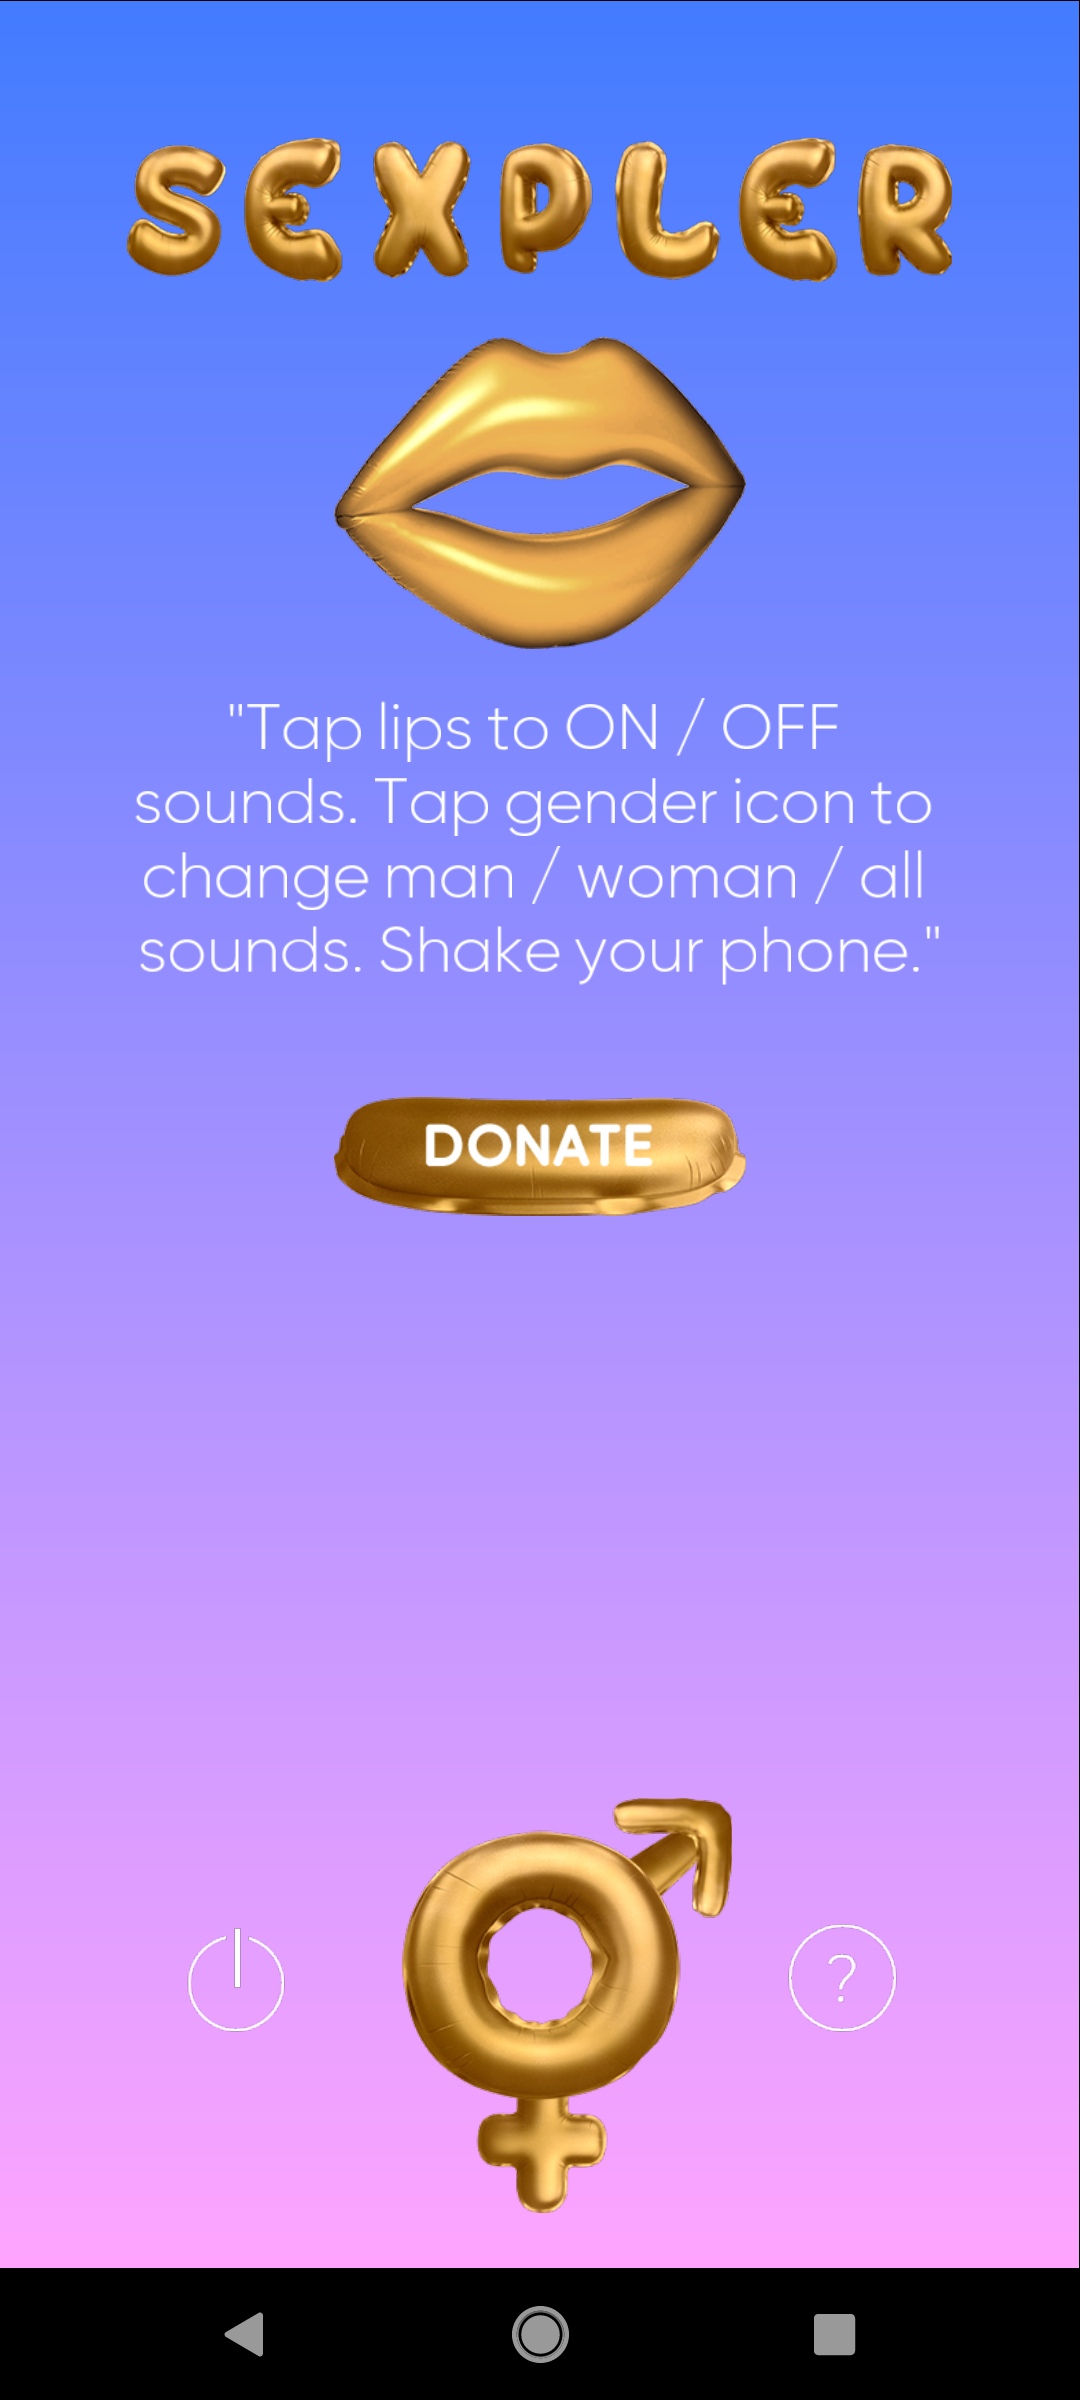 SEXPLER
"Tap lips to ON / OFF
sounds. Tap gender icon to
change man / woman / all
sounds. Shake your phone."
DONATE
?